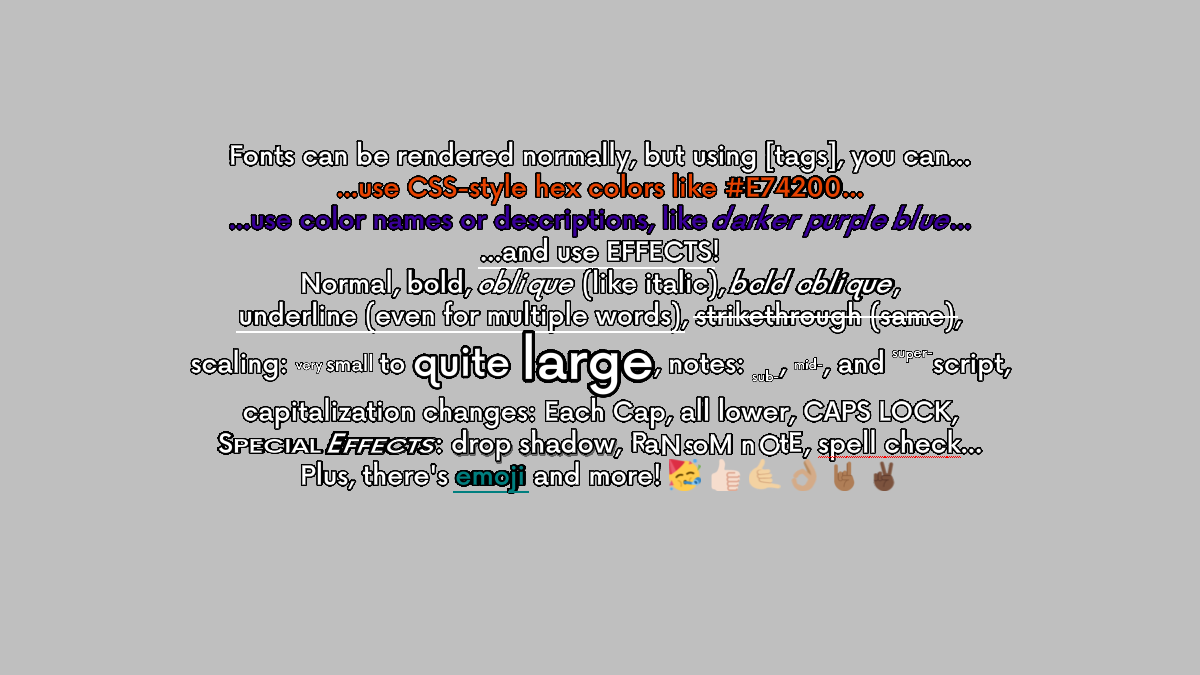 Fonts can be rendered normally, but using [tags], you can...
...use CSS-style hex colors like #E74200...
...use color names or descriptions, like darker purple blue...
...and use EFFECTS!
Normal, bold, oblique (like italic), bold oblique,
underline (even for multiple words), strikethrough (same),
scaling: very small to quite large, notes: sub-, mid-, and super-script,
capitalization changes: Each Cap, all lower, CAPS LOCK,
SPECIAL EFFECTS: drop shadow, RaNsoM nOtE, spell check...
Plus, there's emoji and more! 🥳 👍🏻 🤙🏼 👌🏽 🤘🏾 ✌🏿